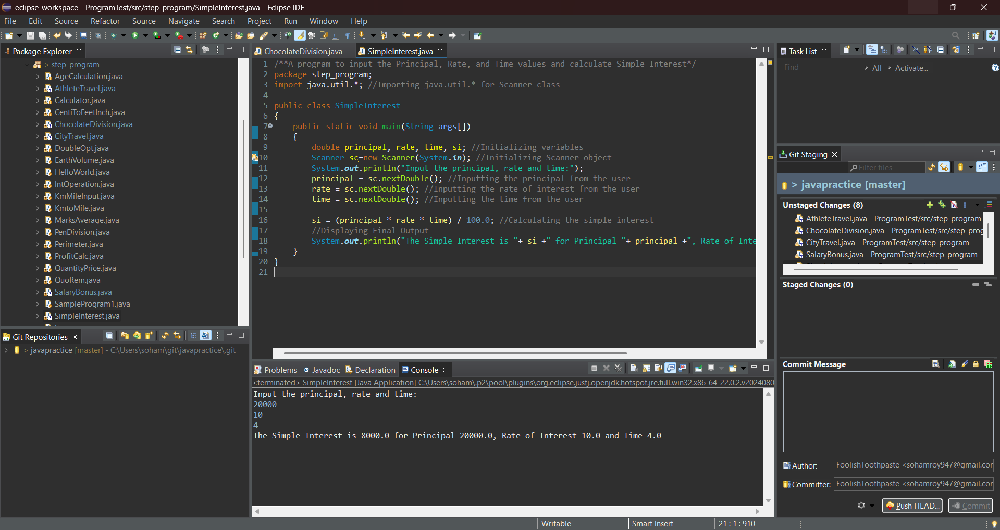 eclipse-workspace - ProgramTest/src/step_program/SimpleInterest.java - Eclipse IDE
File Edit Source Refactor Source Navigate Search Project Run Window Help
Package Explorer
> step_program
AgeCalculation.java
AthleteTravel.java
Calculator.java
CentiToFeetInch.java
ChocolateDivision.java
CityTravel.java
DoubleOpt.java
EarthVolume.java
HelloWorld.java
IntOperation.java
KmMileInput.java
KmtoMile.java
MarksAverage.java
PenDivision.java
Perimeter.java
ProfitCalc.java
QuantityPrice.java
QuoRem.java
SalaryBonus.java
SampleProgram1.java
SimpleInterest.java
Git Repositories
> javapractice [master] - C:\Users\soham\git\javapractice\.git
ChocolateDivision.java SimpleInterest.java
1 /**A program to input the Principal, Rate, and Time values and calculate Simple Interest*/
2 package step_program;
3 import java.util.*; //Importing java.util.* for Scanner class
4
5 public class SimpleInterest
6 {
7 public static void main(String args[])
8 {
9 double principal, rate, time, si; //Initializing variables
10 Scanner sc=new Scanner(System.in); //Initializing Scanner object
11 System.out.println("Input the principal, rate and time:");
12 principal = sc.nextDouble(); //Inputting the principal from the user
13 rate = sc.nextDouble(); //Inputting the rate of interest from the user
14 time = sc.nextDouble(); //Inputting the time from the user
15
16 si = (principal * rate * time) / 100.0; //Calculating the simple interest
17 //Displaying Final Output
18 System.out.println("The Simple Interest is "+ si +" for Principal "+ principal +", Rate of Inte
19 }
20 }
21
Problems Javadoc Declaration Console
<terminated> SimpleInterest [Java Application] C:\Users\soham\.p2\pool\plugins\org.eclipse.justj.openjdk.hotspot.jre.full.win32.x86_64_22.0.2.v2024080
Input the principal, rate and time:
20000
10
4
The Simple Interest is 8000.0 for Principal 20000.0, Rate of Interest 10.0 and Time 4.0
Task List
Find All Activate...
Git Staging
Filter files
> javapractice [master]
Unstaged Changes (8)
AthleteTravel.java - ProgramTest/src/step_program
ChocolateDivision.java - ProgramTest/src/step_prog
CityTravel.java - ProgramTest/src/step_program
SalaryBonus.java - ProgramTest/src/step_program
Staged Changes (0)
Commit Message
Author: FoolishToothpaste <sohamroy947@gmail.cor
Committer: FoolishToothpaste <sohamroy947@gmail.cor
Push HEAD... Commit
Writable Smart Insert 21 : 1 : 910